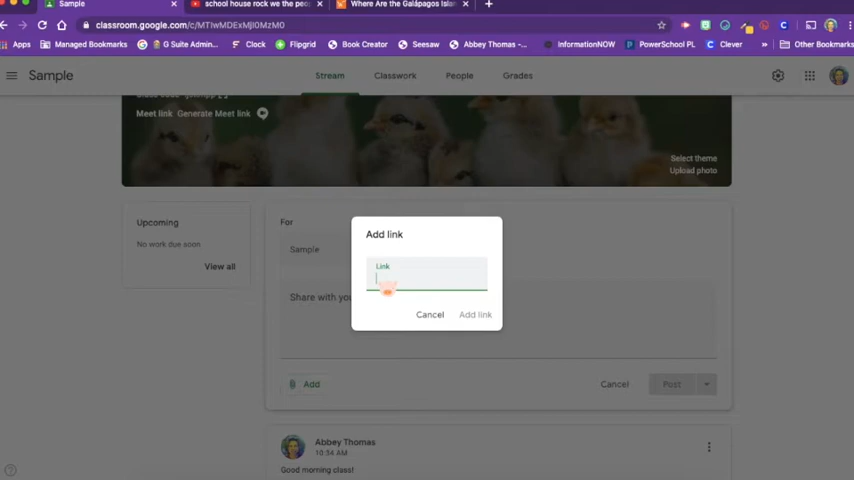 Sample
school house rock we the peo
Where Are the Galápagos Isla
classroom.google.com/c/MTIwMDExMjI0MzM0
Apps
Managed Bookmarks
G Suite Admin...
Clock
Flipgrid
Book Creator
Seesaw
Abbey Thomas -...
InformationNOW
PowerSchool PL
Clever
»
Other Bookmarks
Sample
Stream
Classwork
People
Grades
Meet link Generate Meet link
Select theme
Upload photo
Upcoming
No work due soon
View all
For
Sample
Share with you
Add link
Link
Cancel
Add link
Add
Cancel
Post
Abbey Thomas
10:54 AM
Good morning class!